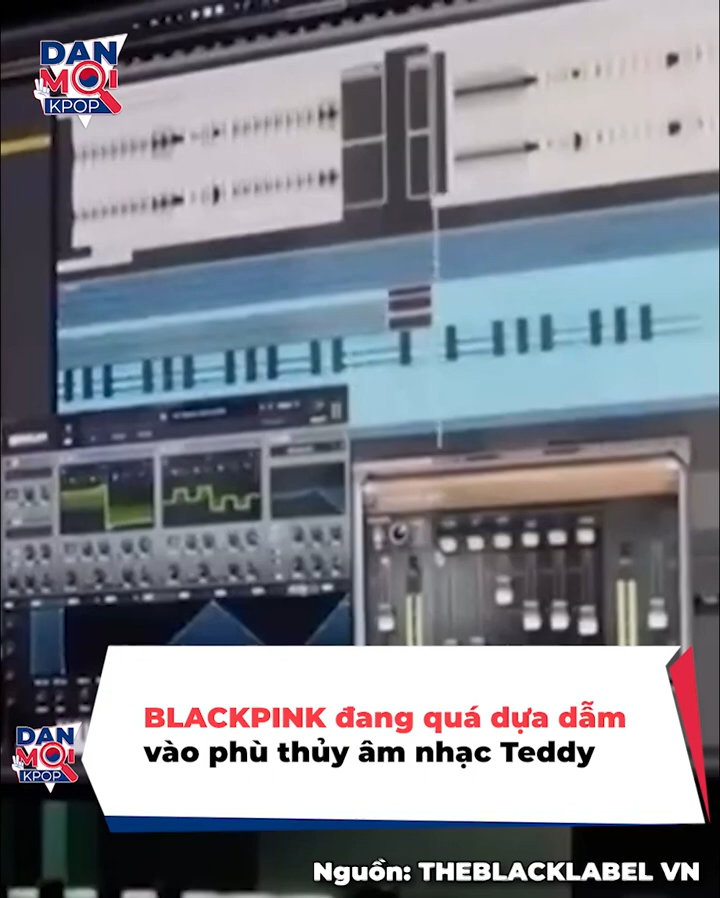 DAN
MOI
KPOP
BLACKPINK đang quá dựa dẫm
vào phù thủy âm nhạc Teddy
DAN
MOI
KPOP
Nguồn: THEBLACKLABEL VN